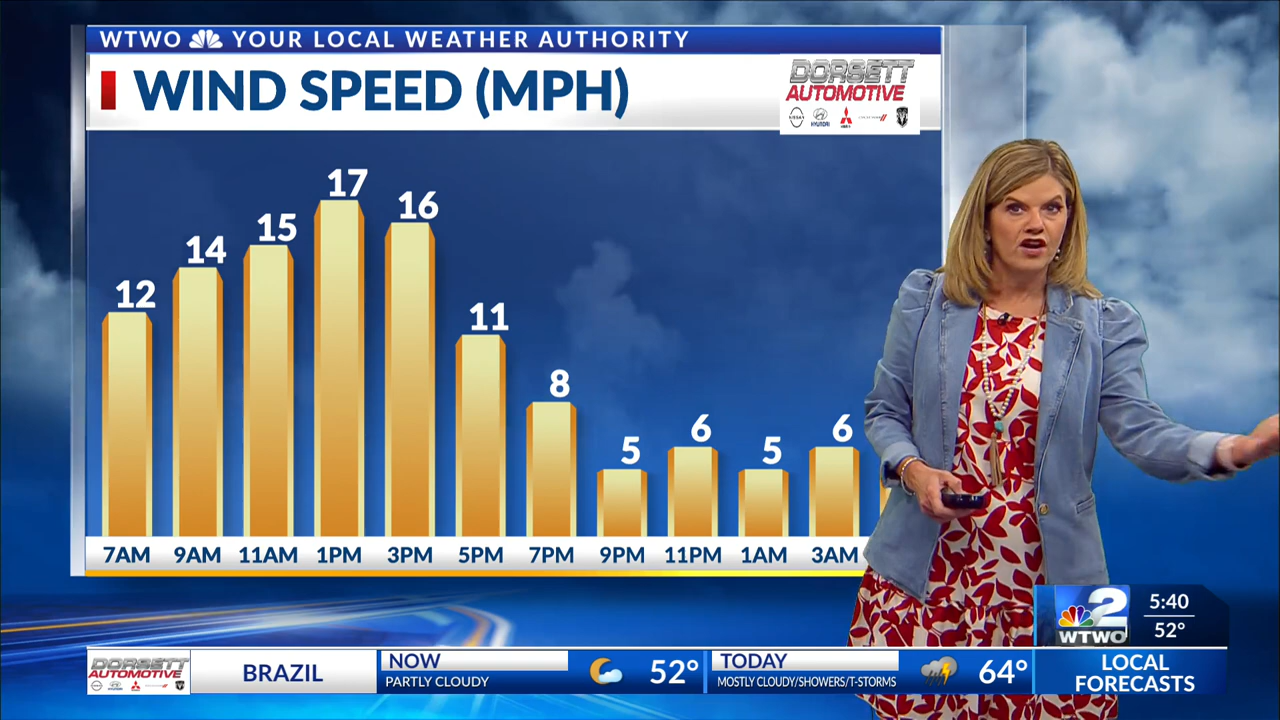 WTWO YOUR LOCAL WEATHER AUTHORITY
WIND SPEED (MPH)
DORSETT
AUTOMOTIVE
NISSAN
HYUNDAI
12 14 15 17 16 11 8 5 6 5 6
7AM 9AM 11AM 1PM 3PM 5PM 7PM 9PM 11PM 1AM 3AM
2
WTWO
5:40
52°
DORSETT
AUTOMOTIVE
BRAZIL
NOW
PARTLY CLOUDY
52°
TODAY
MOSTLY CLOUDY/SHOWERS/T-STORMS
64°
LOCAL
FORECASTS